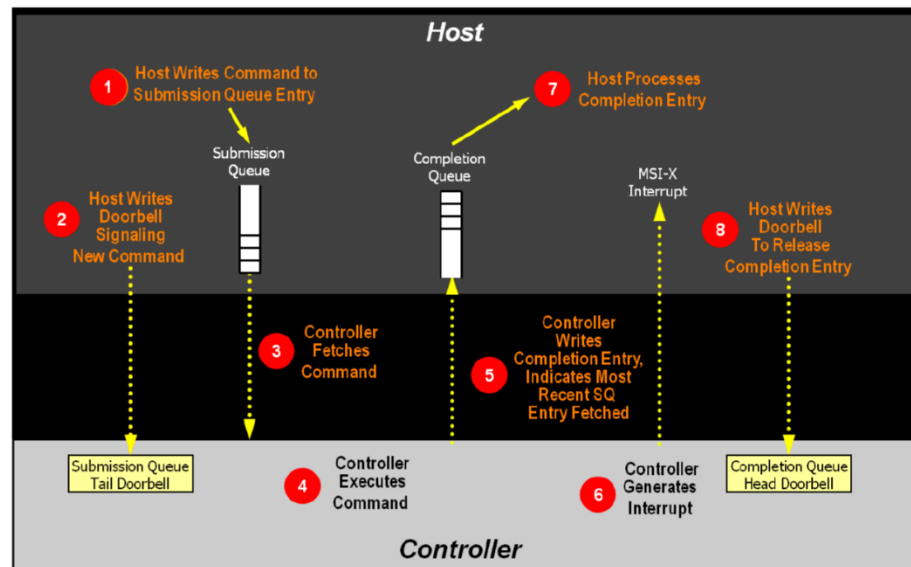 Host
1
Host Writes Command to
Submission Queue Entry
7
Host Processes
Completion Entry
Submission
Queue
Completion
Queue
MSI-X
Interrupt
2
Host Writes
Doorbell
Signaling
New Command
8
Host Writes
Doorbell
To Release
Completion Entry
3
Controller
Fetches
Command
5
Controller
Writes
Completion Entry,
Indicates Most
Recent SQ
Entry Fetched
Submission Queue
Tail Doorbell
4
Controller
Executes
Command
6
Controller
Generates
Interrupt
Completion Queue
Head Doorbell
Controller